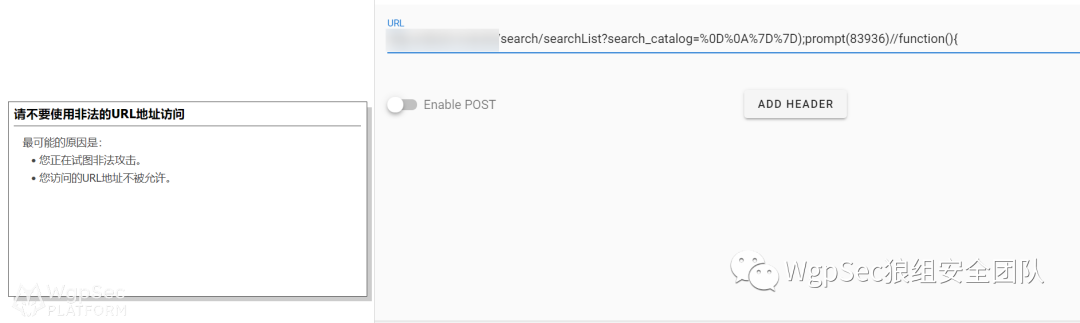 URL
/search/searchList?search_catalog=%0D%0A%7D%7D);prompt(83936)//function(){
请不要使用非法的URL地址访问
最可能的原因是：
• 您正在试图非法攻击。
• 您访问的URL地址不被允许。
Enable POST
ADD HEADER
WgpSec狼组安全团队
WgpSec
PLATFORM